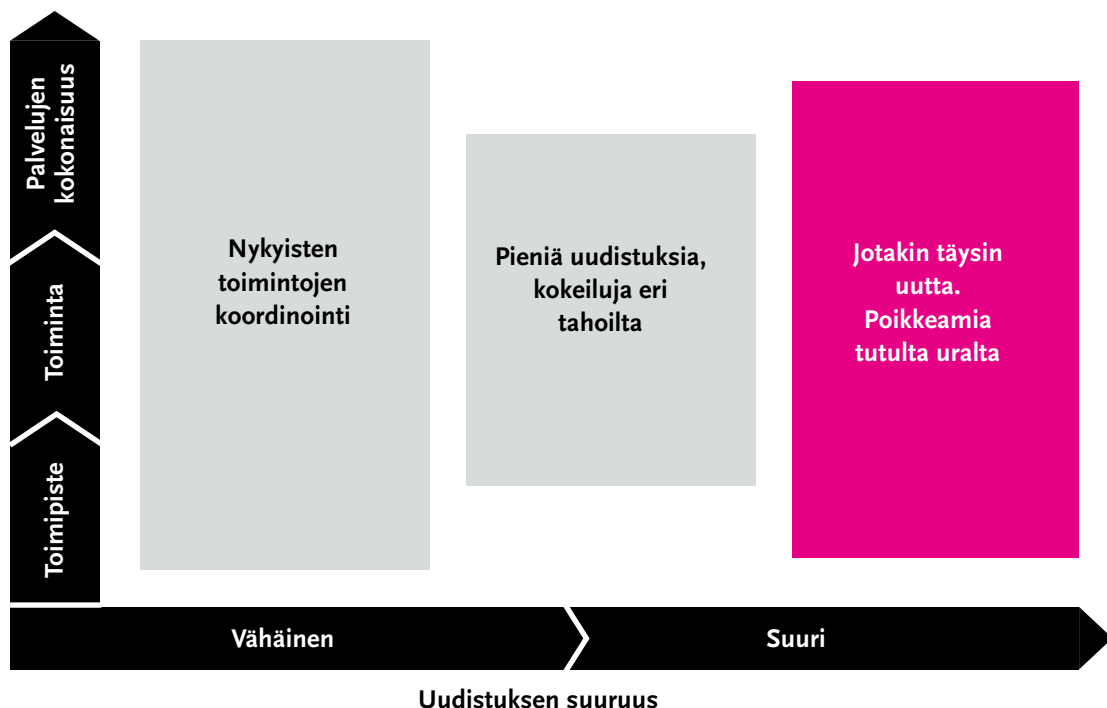 Palvelujen
kokonaisuus
Toiminta
Toimipiste
Nykyisten
toimintojen
koordinointi
Pieniä uudistuksia,
kokeiluja eri
tahoilta
Jotakin täysin
uutta.
Poikkeamia
tutulta uralta
Vähäinen
Suuri
Uudistuksen suuruus